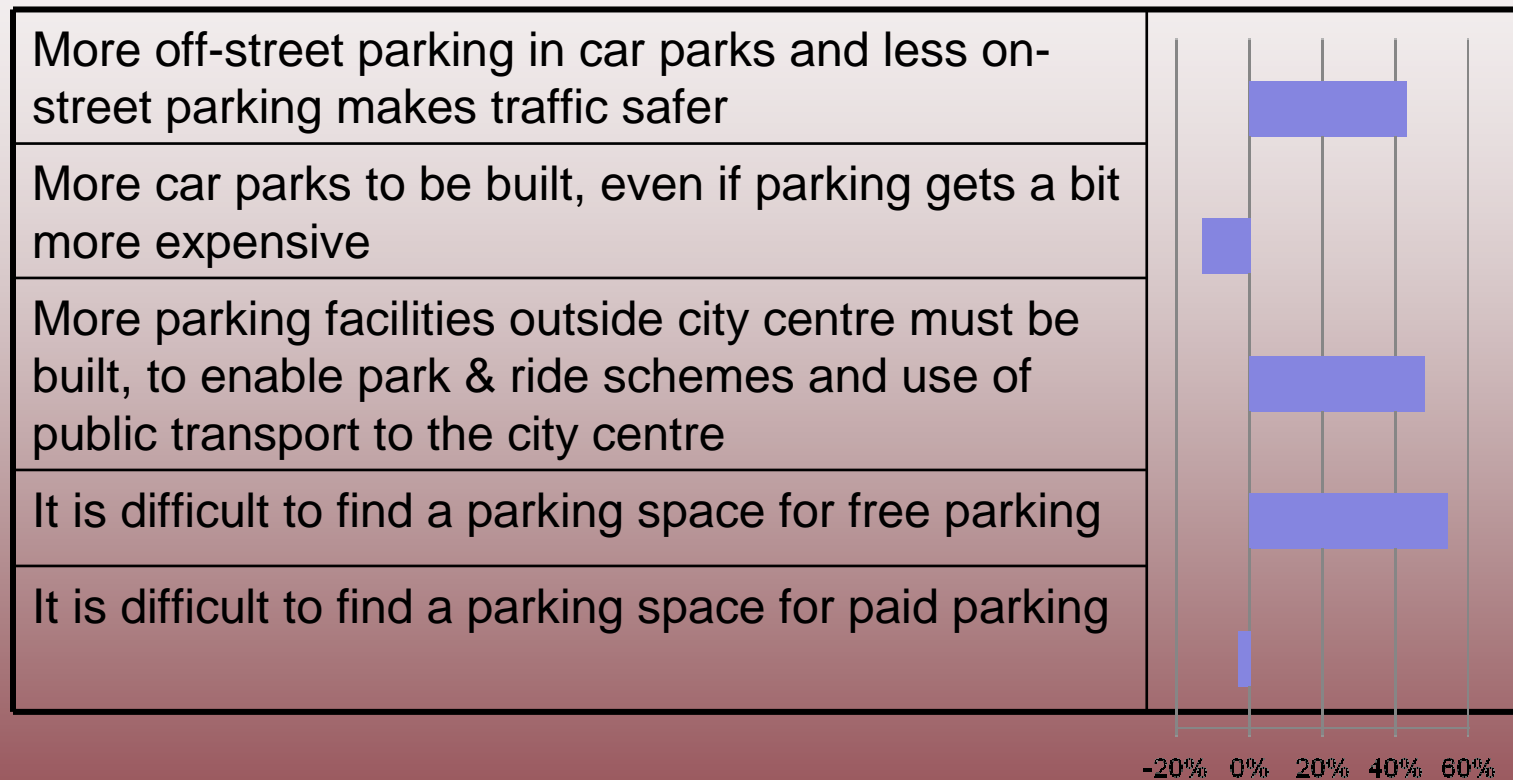 More off-street parking in car parks and less on-
street parking makes traffic safer
More car parks to be built, even if parking gets a bit
more expensive
More parking facilities outside city centre must be
built, to enable park & ride schemes and use of
public transport to the city centre
It is difficult to find a parking space for free parking
It is difficult to find a parking space for paid parking
-20% 0% 20% 40% 60%